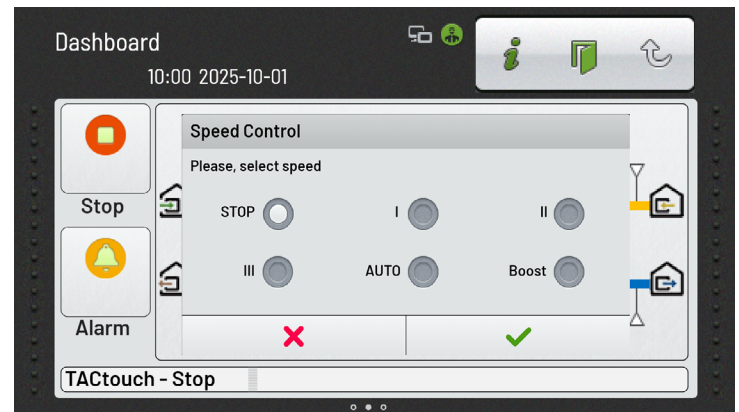 Dashboard
10:00 2025-10-01
Speed Control
Please, select speed
STOP
I
II
III
AUTO
Boost
Stop
Alarm
TACtouch - Stop